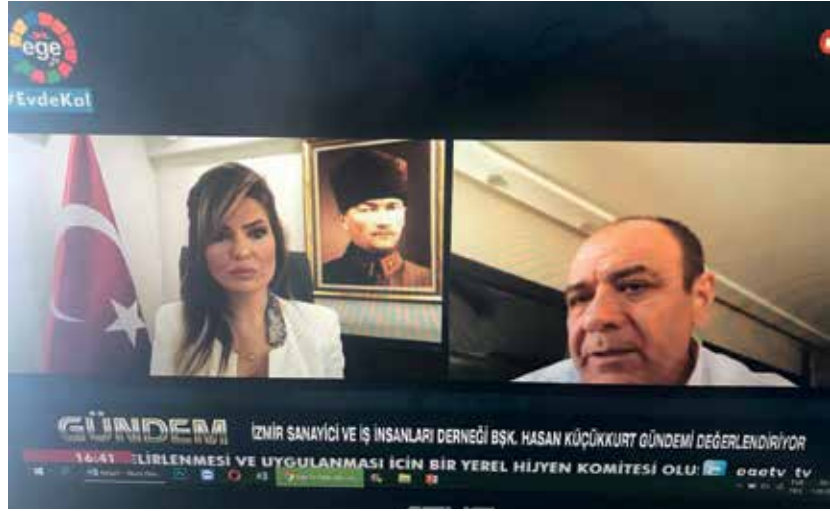 ege
#EvdeKal
GÜNDEM
İZMİR SANAYİCİ VE İŞ İNSANLARI DERNEĞİ BŞK. HASAN KÜÇÜKKURT GÜNDEMİ DEĞERLENDİRİYOR
16:41 ELİRLENMESİ VE UYGULANMASI İÇİN BİR YEREL HİJYEN KOMİTESİ OLU egetv tv